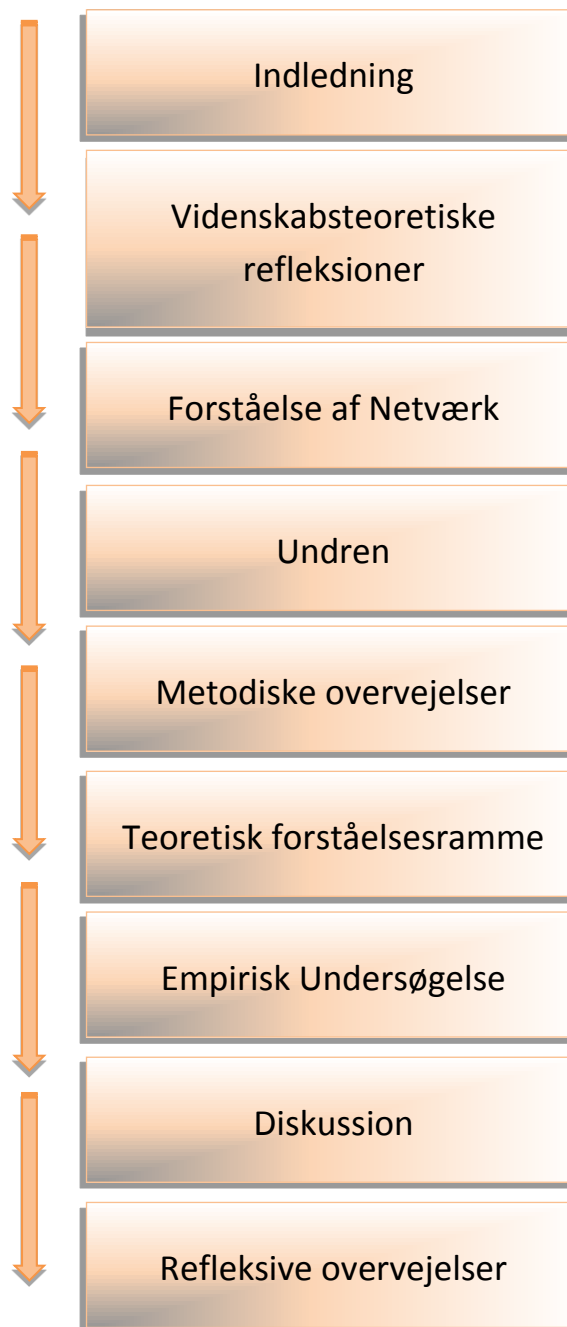 Indledning
Videnskabsteoretiske
refleksioner
Forståelse af Netværk
Undren
Metodiske overvejelser
Teoretisk forståelsesramme
Empirisk Undersøgelse
Diskussion
Refleksive overvejelser